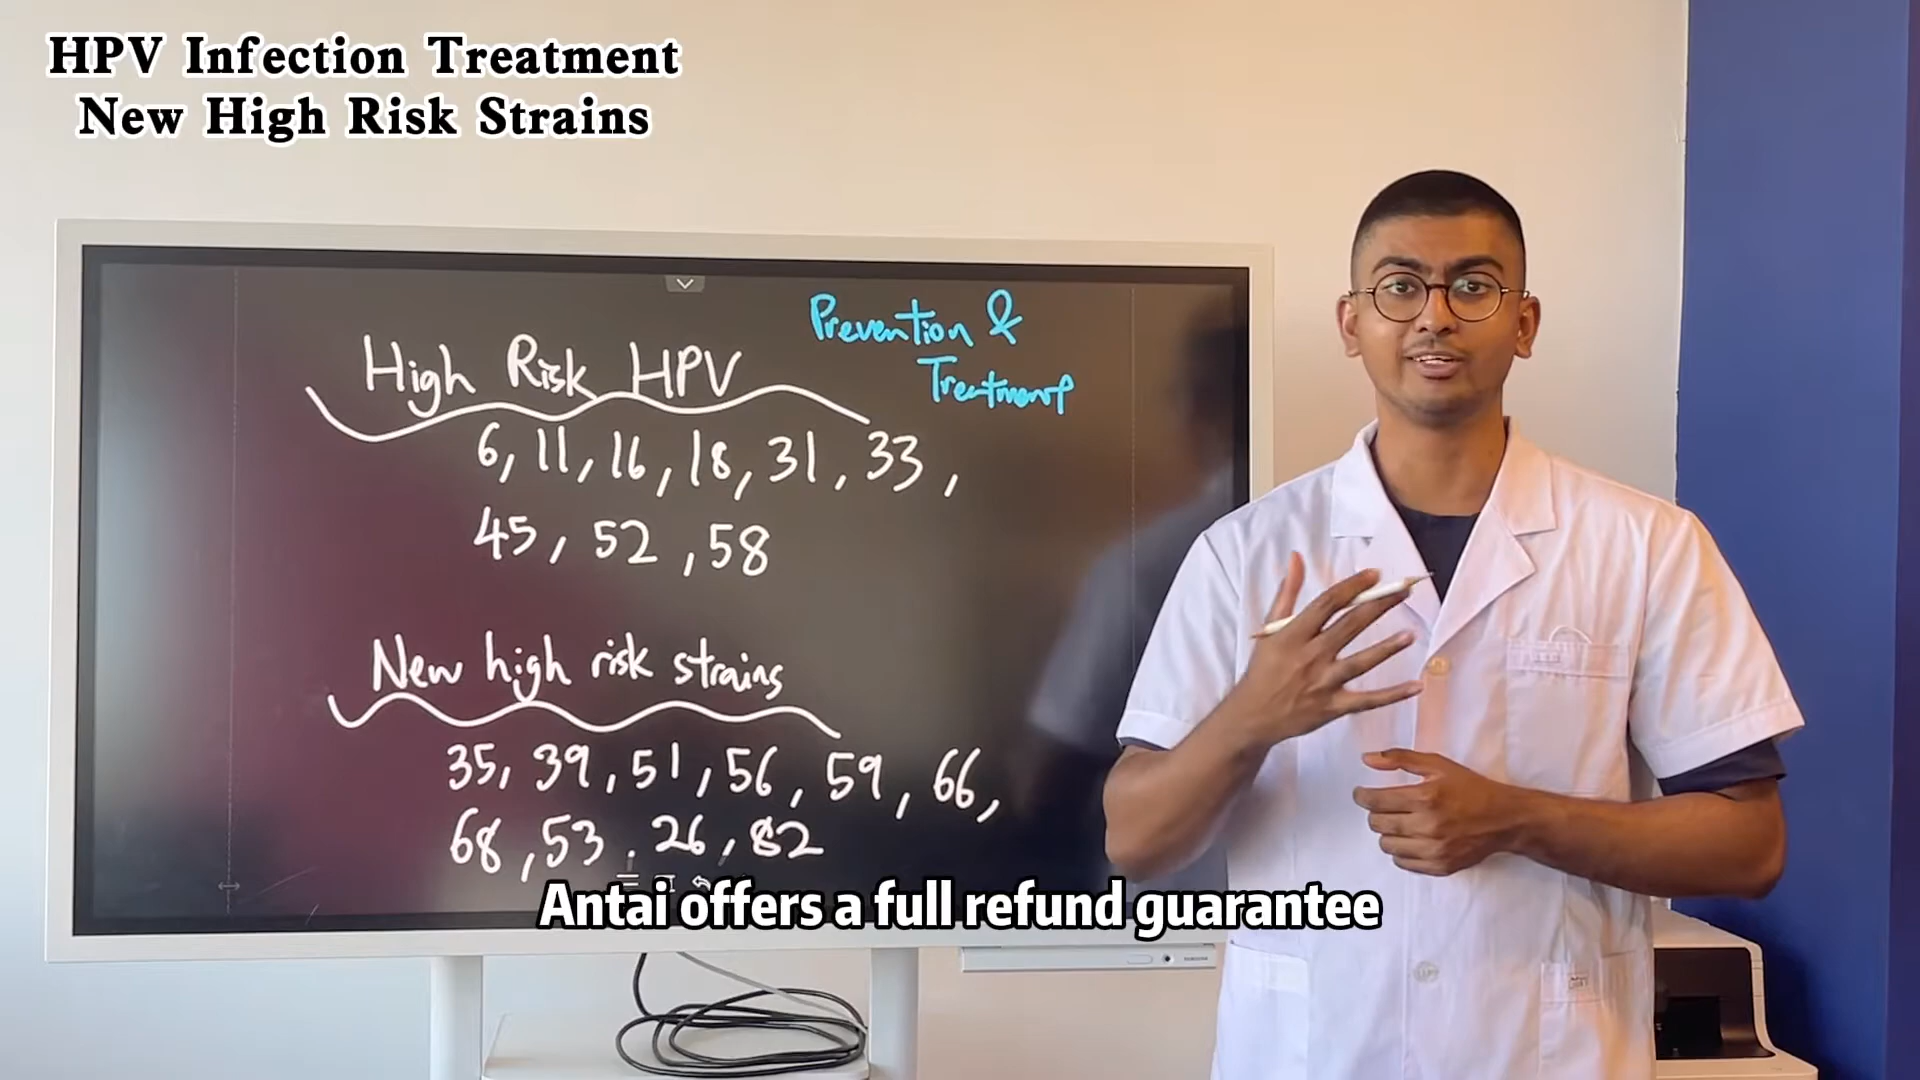 HPV Infection Treatment
New High Risk Strains
Prevention &
Treatment
High Risk HPV
6, 11, 16, 18, 31, 33,
45, 52, 58
New high risk strains
35, 39, 51, 56, 59, 66,
68, 53, 26, 82
Antai offers a full refund guarantee
SAMSUNG